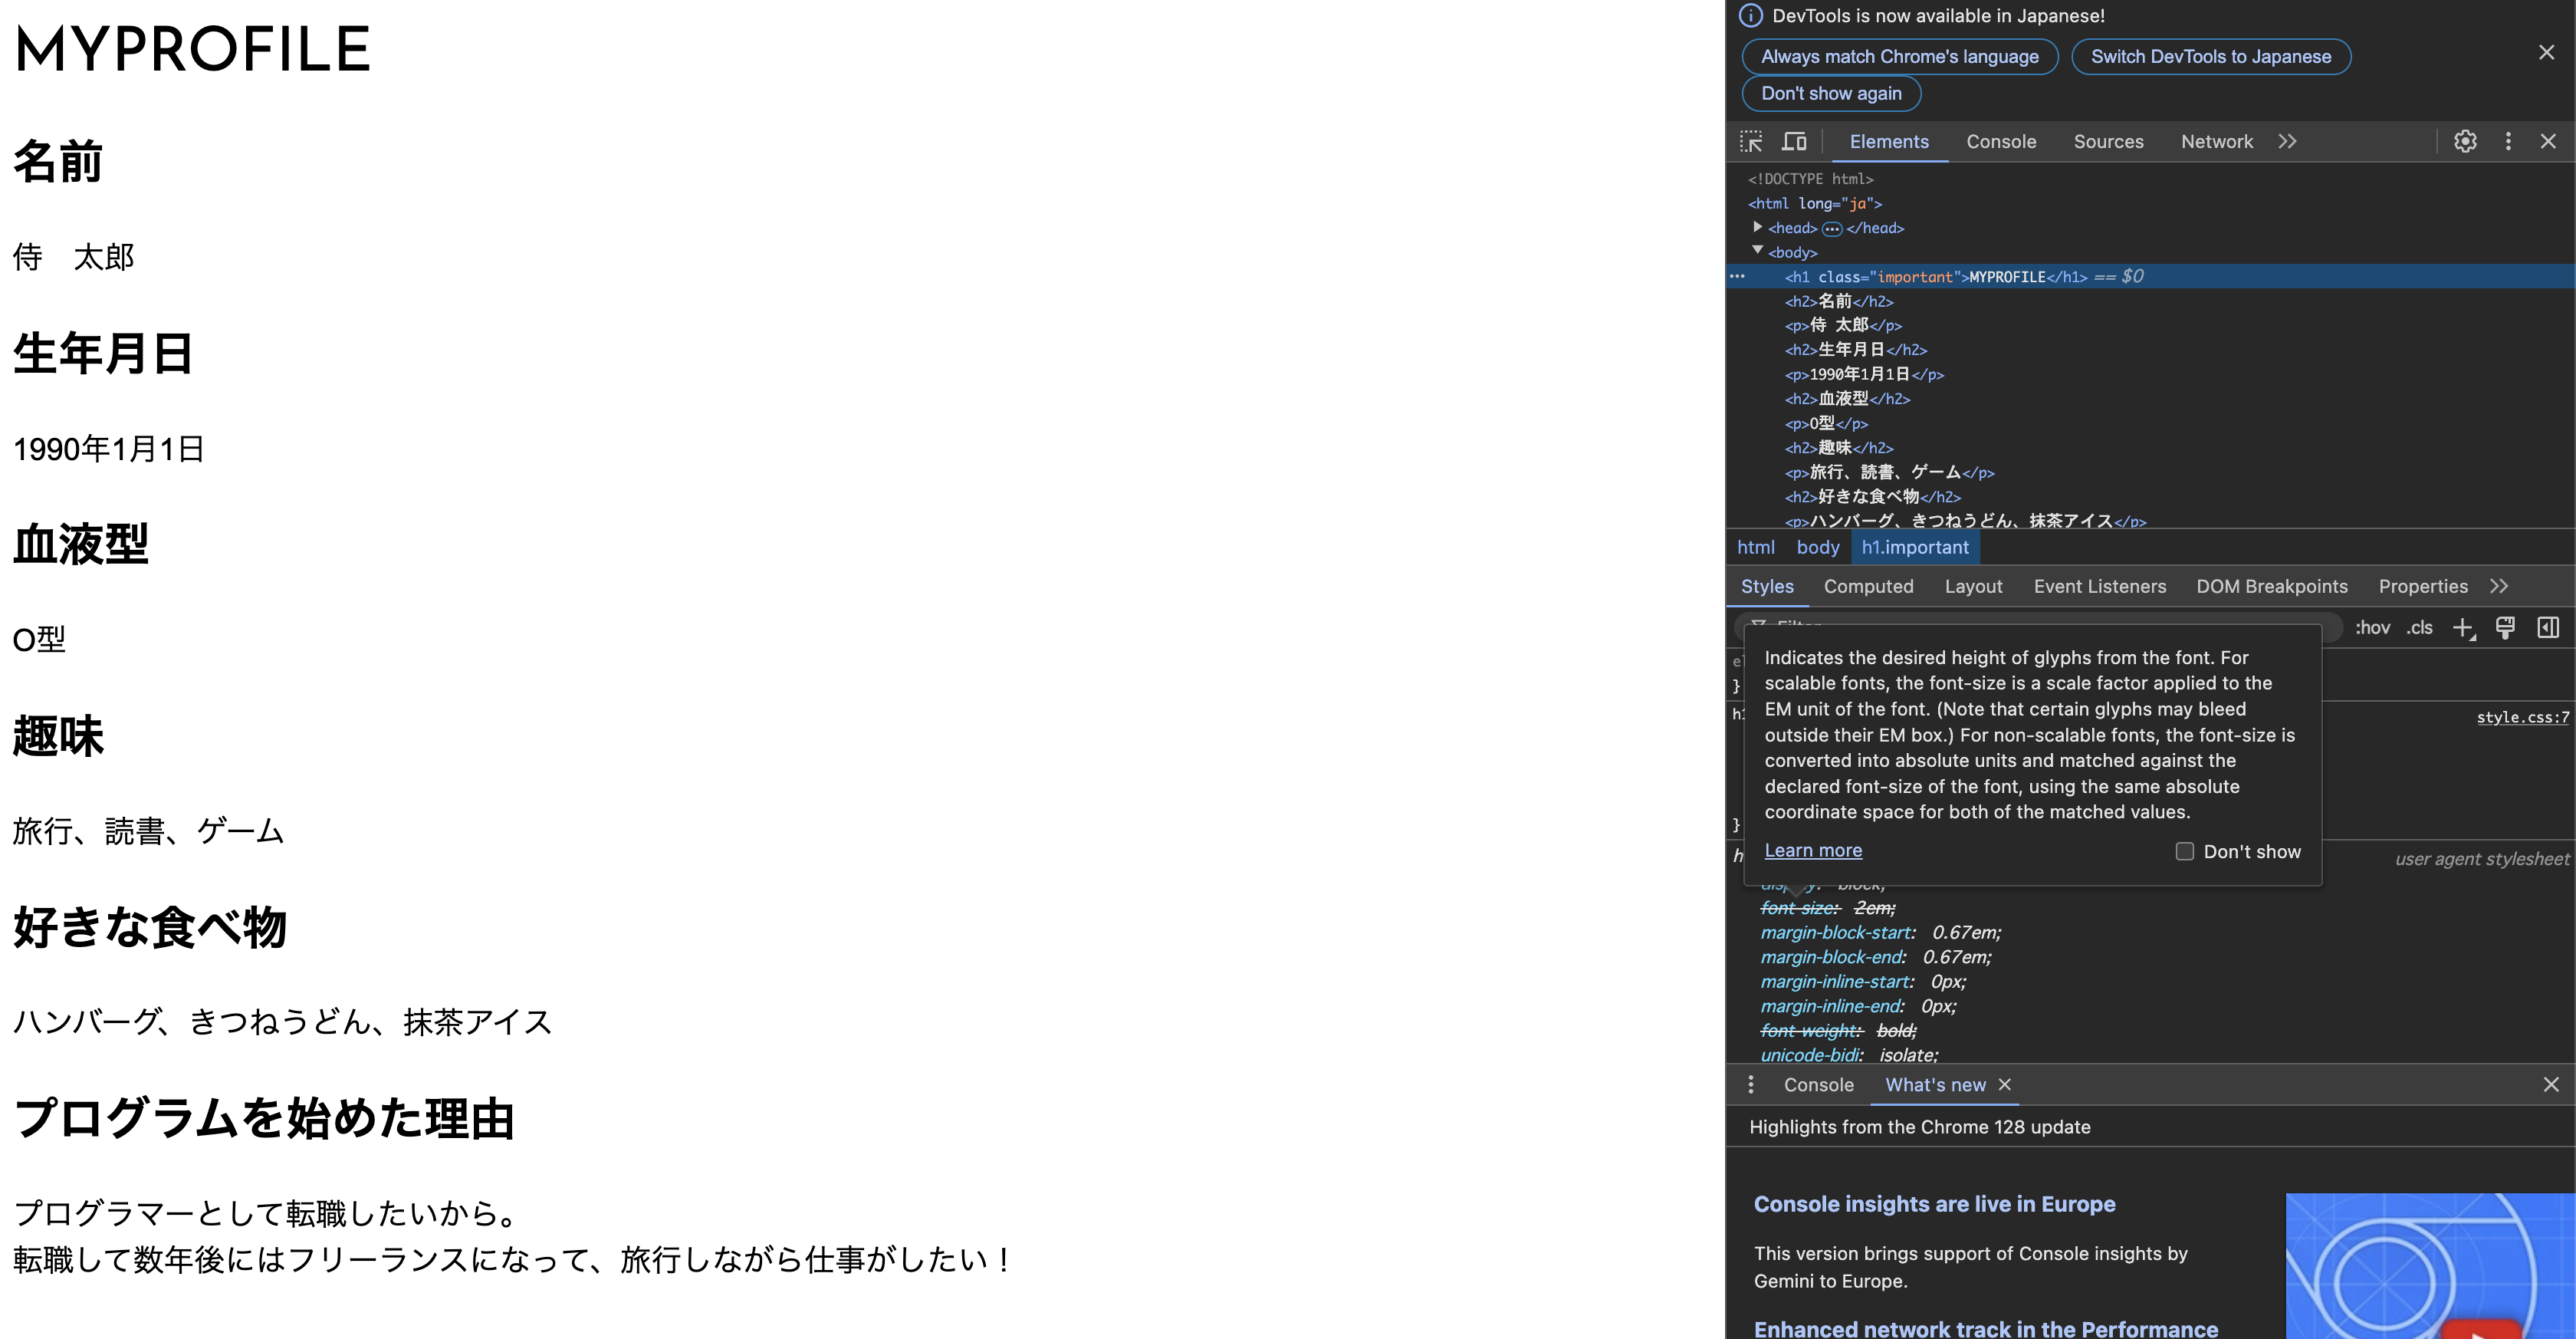 MYPROFILE
名前
侍　太郎
生年月日
1990年1月1日
血液型
O型
趣味
旅行、読書、ゲーム
好きな食べ物
ハンバーグ、きつねうどん、抹茶アイス
プログラムを始めた理由
プログラマーとして転職したいから。
転職して数年後にはフリーランスになって、旅行しながら仕事がしたい！
DevTools is now available in Japanese!
Always match Chrome's language
Switch DevTools to Japanese
Don't show again
Elements Console Sources Network
<!DOCTYPE html>
<html long="ja">
<head> ... </head>
<body>
<h1 class="important">MYPROFILE</h1> == $0
<h2>名前</h2>
<p>侍 太郎</p>
<h2>生年月日</h2>
<p>1990年1月1日</p>
<h2>血液型</h2>
<p>O型</p>
<h2>趣味</h2>
<p>旅行、読書、ゲーム</p>
<h2>好きな食べ物</h2>
<p>ハンバーグ、きつねうどん、抹茶アイス</p>
html body h1.important
Styles Computed Layout Event Listeners DOM Breakpoints Properties
:hov .cls
Indicates the desired height of glyphs from the font. For
scalable fonts, the font-size is a scale factor applied to the
EM unit of the font. (Note that certain glyphs may bleed
outside their EM box.) For non-scalable fonts, the font-size is
converted into absolute units and matched against the
declared font-size of the font, using the same absolute
coordinate space for both of the matched values.
Learn more
Don't show
}
style.css:7
}
user agent stylesheet
display: block;
font-size: 2em;
margin-block-start: 0.67em;
margin-block-end: 0.67em;
margin-inline-start: 0px;
margin-inline-end: 0px;
font-weight: bold;
unicode-bidi: isolate;
Console What's new
Highlights from the Chrome 128 update
Console insights are live in Europe
This version brings support of Console insights by
Gemini to Europe.
Enhanced network track in the Performance